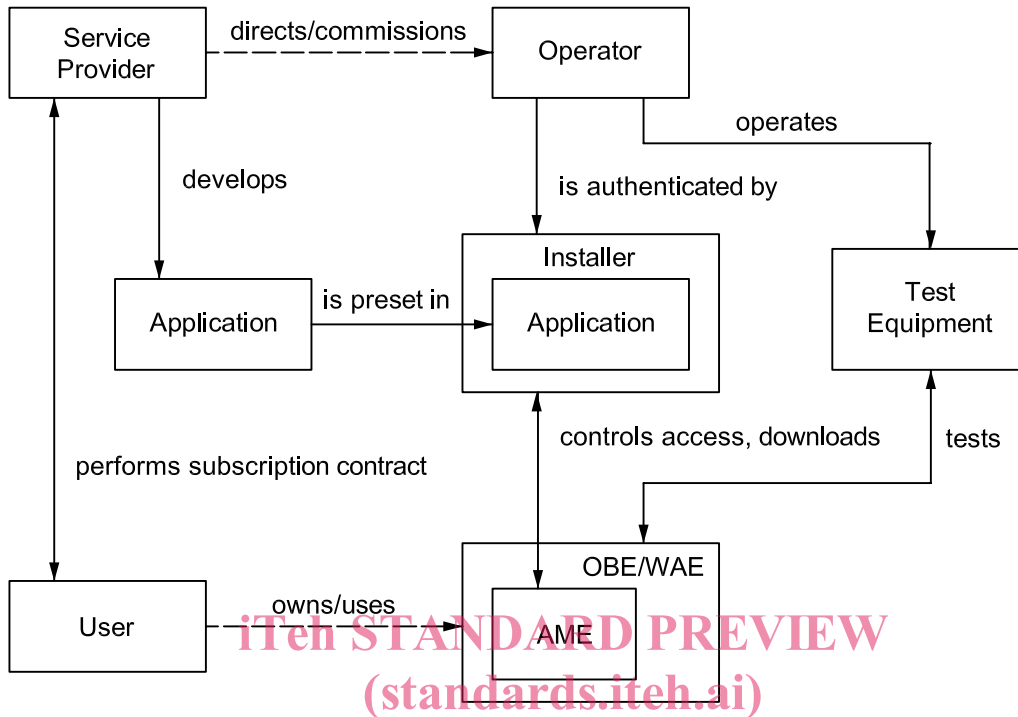 Service
Provider
directs/commissions
Operator
operates
develops
is authenticated by
Installer
Application
is preset in
Application
Test
Equipment
controls access, downloads
tests
performs subscription contract
OBE/WAE
User
owns/uses
AME
iTeh STANDARD PREVIEW
(standards.iteh.ai)